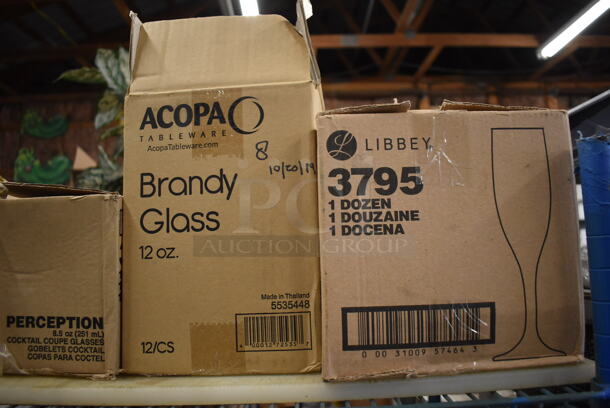 ACOPA
TABLEWARE
AcopaTableware.com
8
10/20/19
Brandy
Glass
12 oz.
Made in Thailand
5535448
12/CS
LIBBEY
3795
1 DOZEN
1 DOUZAINE
1 DOCENA
0 00 31009 57464 3
PERCEPTION
8.5 oz (251 mL)
COCKTAIL COUPE GLASSES
GOBELETS COCKTAIL
COPAS PARA COCTEL
AUCTION GROUP